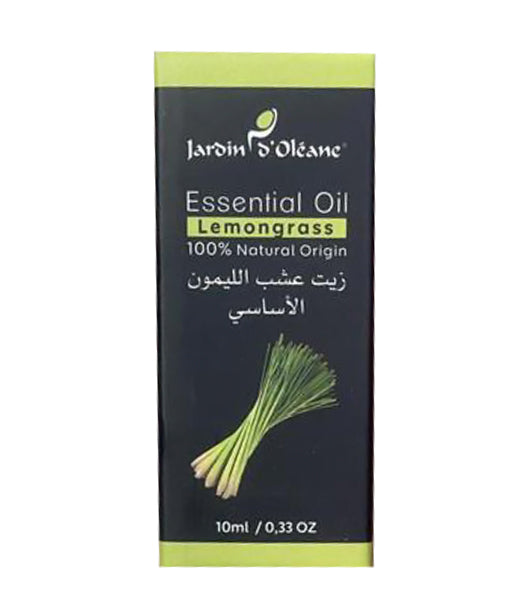 Jardin d'Oléane®
Essential Oil
Lemongrass
100% Natural Origin
زيت عشب الليمون
الأساسي
10ml / 0,33 OZ